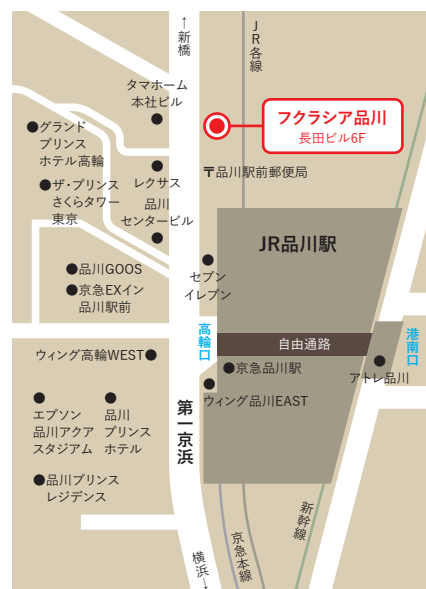 ↑新橋
JR各線
タマホーム
本社ビル
フクラシア品川
長田ビル6F
●グランド
プリンス
ホテル高輪
〒品川駅前郵便局
レクサス
●ザ・プリンス
さくらタワー
東京
品川
センタービル
JR品川駅
●品川GOOS
●京急EXイン
品川駅前
セブン
イレブン
高輪口
自由通路
港南口
ウィング高輪WEST●
●京急品川駅
アトレ品川
ウィング品川EAST
第一京浜
エプソン
品川アクア
スタジアム
品川
プリンス
ホテル
●品川プリンス
レジデンス
新幹線
京急本線
横浜→